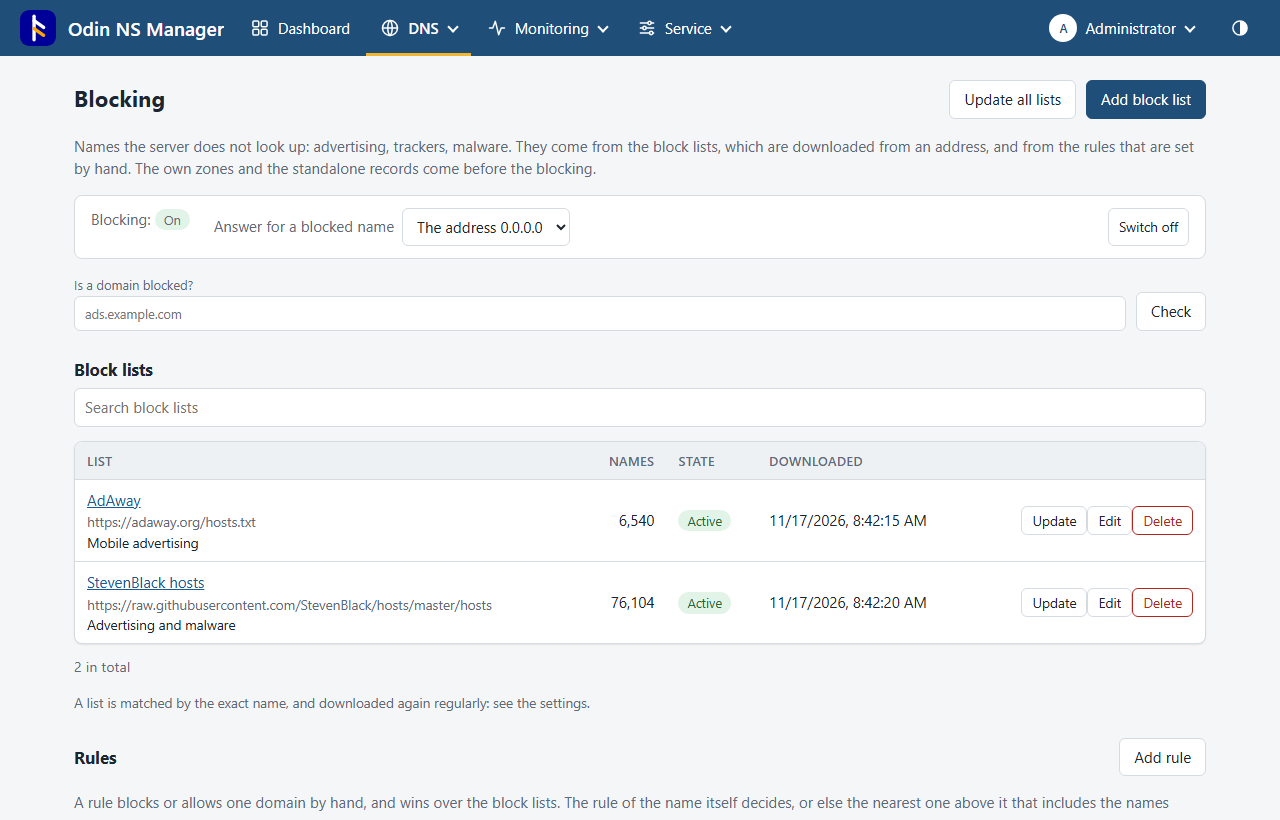 Odin NS Manager
Dashboard
DNS
Monitoring
Service
A
Administrator
Blocking
Update all lists
Add block list
Names the server does not look up: advertising, trackers, malware. They come from the block lists, which are downloaded from an address, and from the rules that are set
by hand. The own zones and the standalone records come before the blocking.
Blocking: On
Answer for a blocked name
The address 0.0.0.0
Switch off
Is a domain blocked?
ads.example.com
Check
Block lists
Search block lists
LIST NAMES STATE DOWNLOADED
AdAway
https://adaway.org/hosts.txt
Mobile advertising
6,540 Active 11/17/2026, 8:42:15 AM Update Edit Delete
StevenBlack hosts
https://raw.githubusercontent.com/StevenBlack/hosts/master/hosts
Advertising and malware
76,104 Active 11/17/2026, 8:42:20 AM Update Edit Delete
2 in total
A list is matched by the exact name, and downloaded again regularly: see the settings.
Rules
Add rule
A rule blocks or allows one domain by hand, and wins over the block lists. The rule of the name itself decides, or else the nearest one above it that includes the names